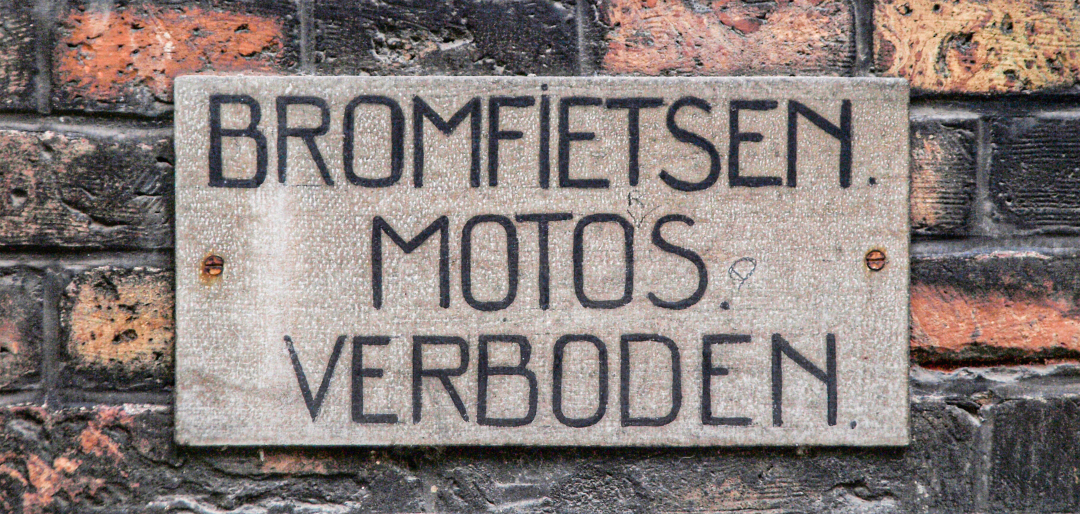 BROMFIETSEN.
MOTOS.
VERBODEN.